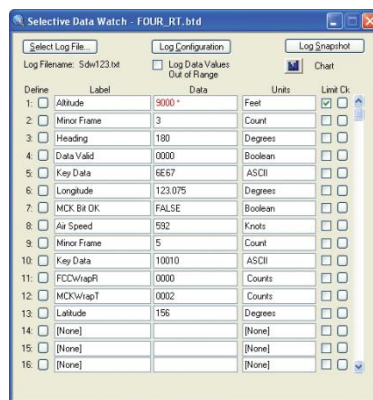 Selective Data Watch - FOUR_RT.btd
Select Log File... Log Configuration Log Snapshot
Log Filename: Sdw123.txt Log Data Values Out of Range Chart
Define Label Data Units Limit Ck
1: Altitude 9000 * Feet
2: Minor Frame 3 Count
3: Heading 180 Degrees
4: Data Valid 0000 Boolean
5: Key Data 6E67 ASCII
6: Longitude 123.075 Degrees
7: MCK Bit OK FALSE Boolean
8: Air Speed 592 Knots
9: Minor Frame 5 Count
10: Key Data 10010 ASCII
11: FCCWrapR 0000 Counts
12: MCKWrapT 0002 Counts
13: Latitude 156 Degrees
14: [None] [None]
15: [None] [None]
16: [None] [None]